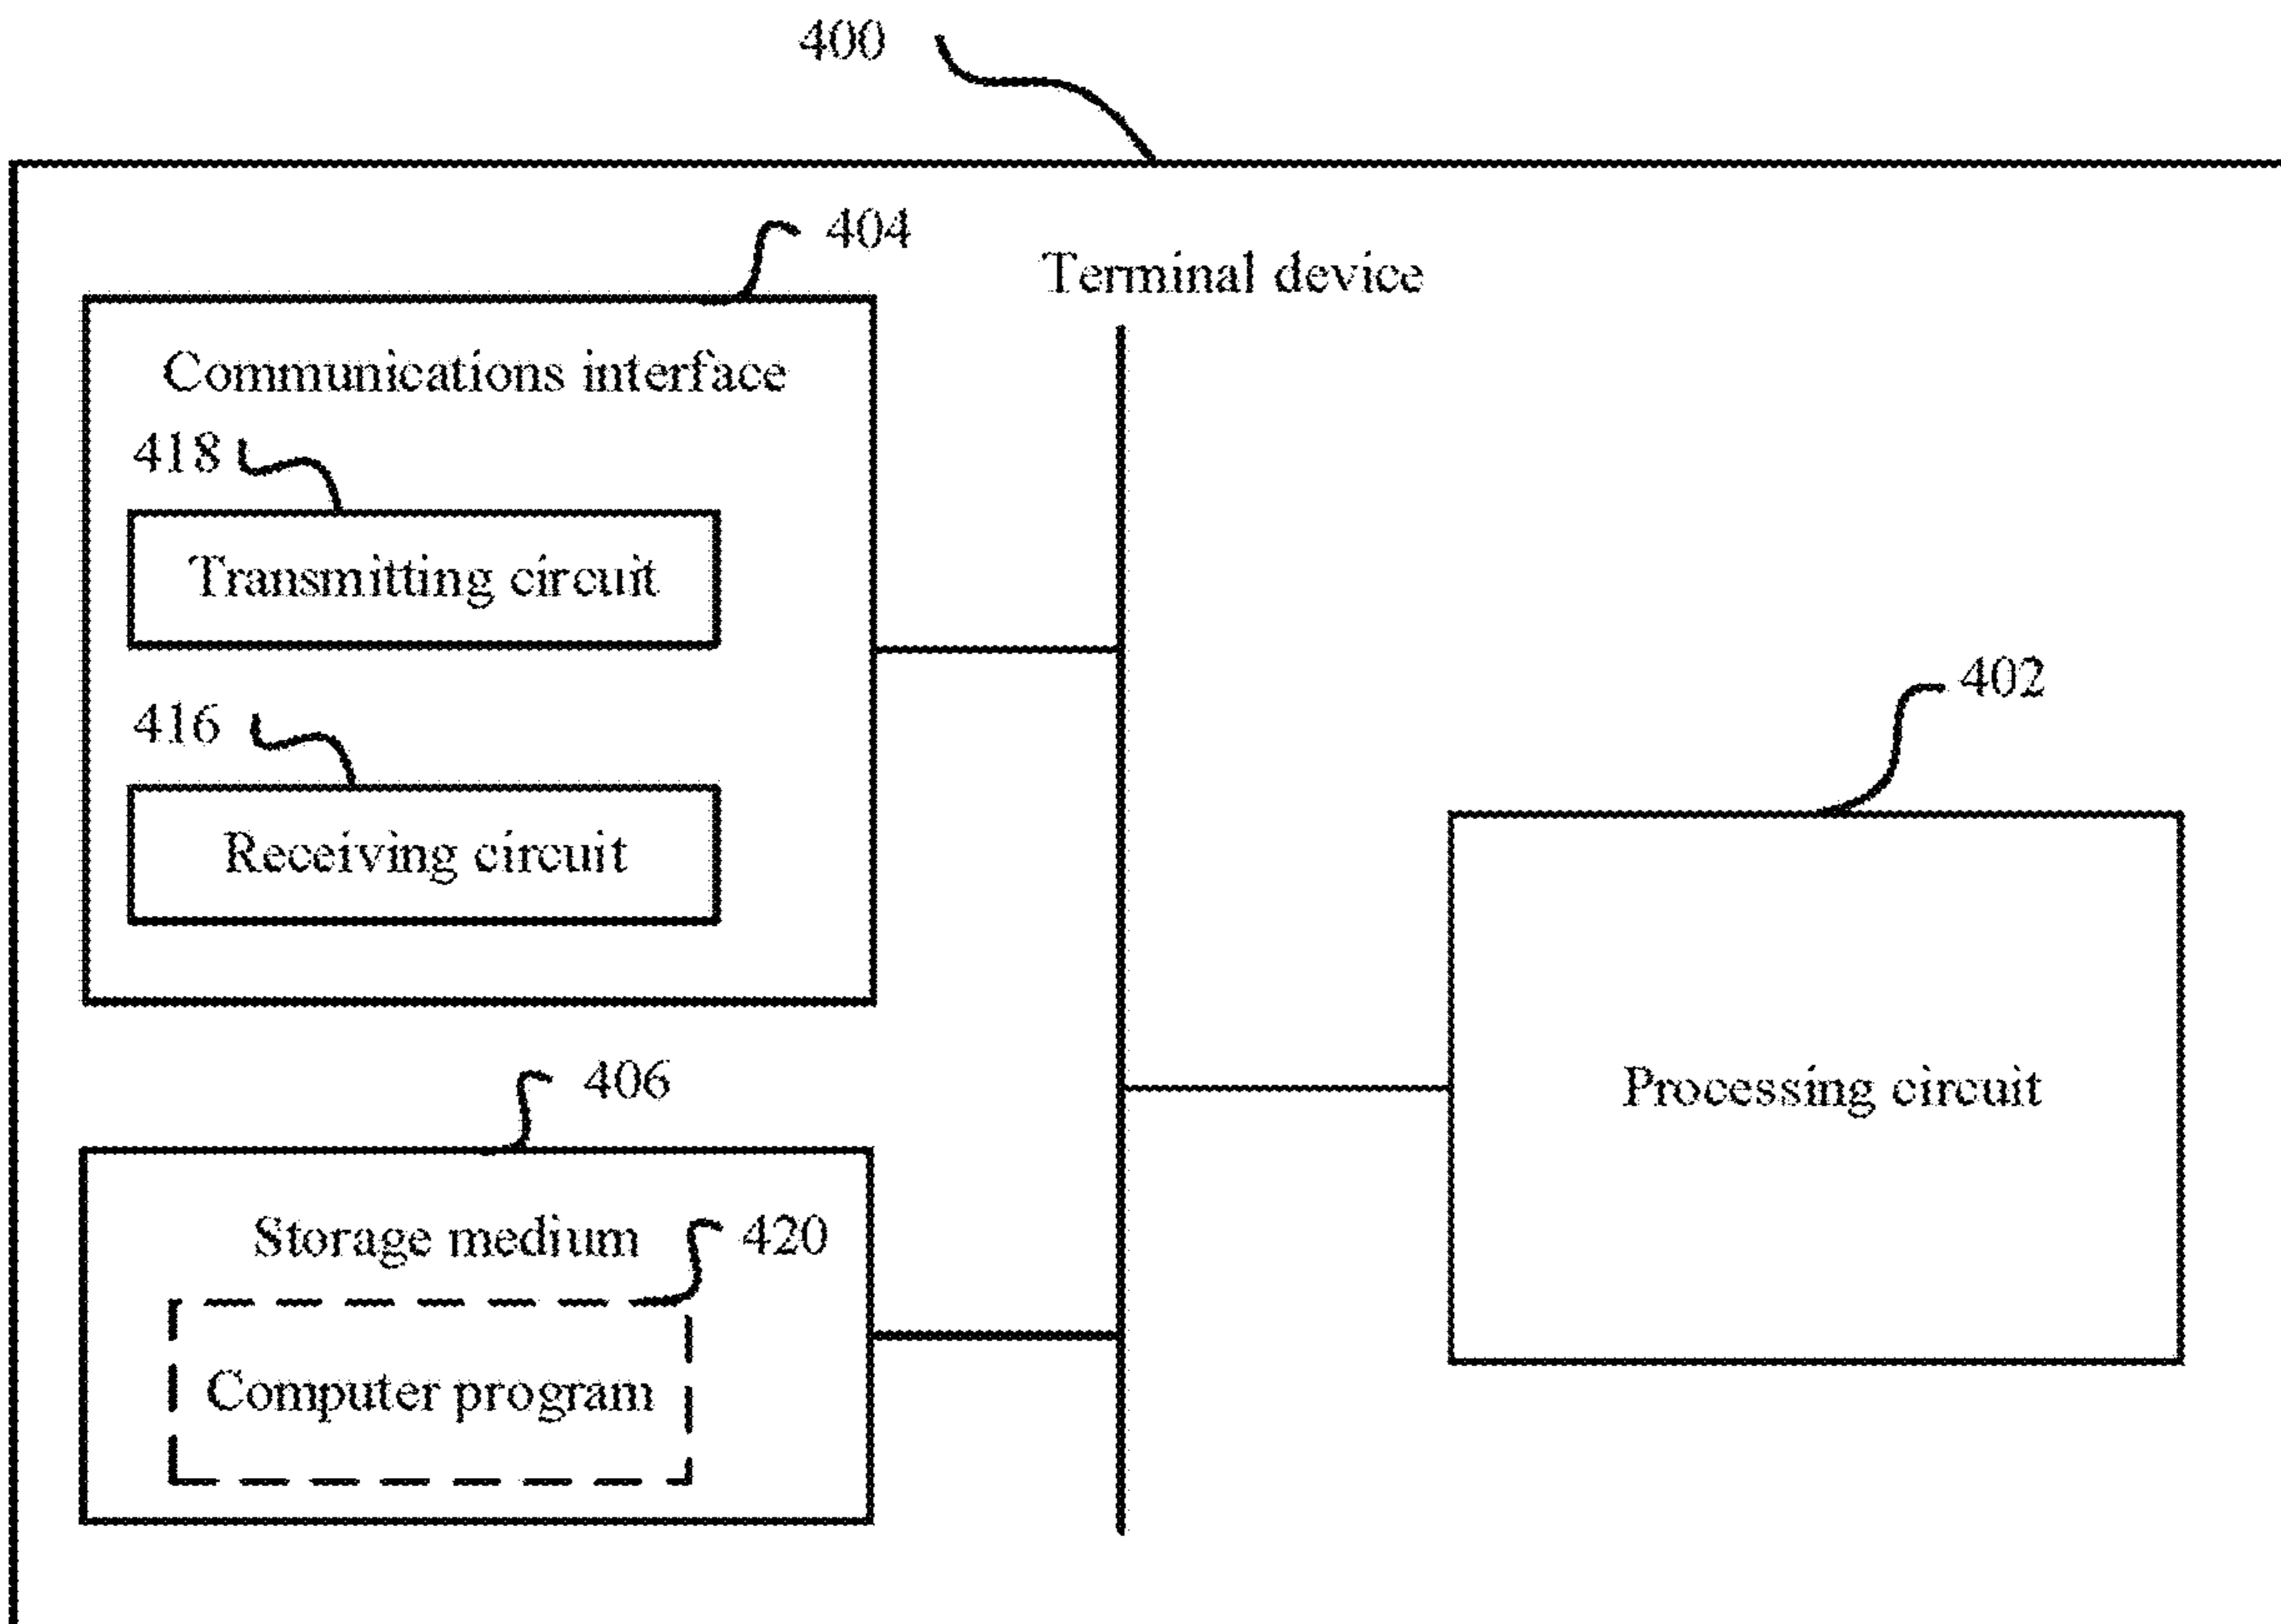 400
404
Terminal device
Communications interface
418
Transmitting circuit
402
416
Receiving circuit
Processing circuit
406
Storage medium
420
Computer program